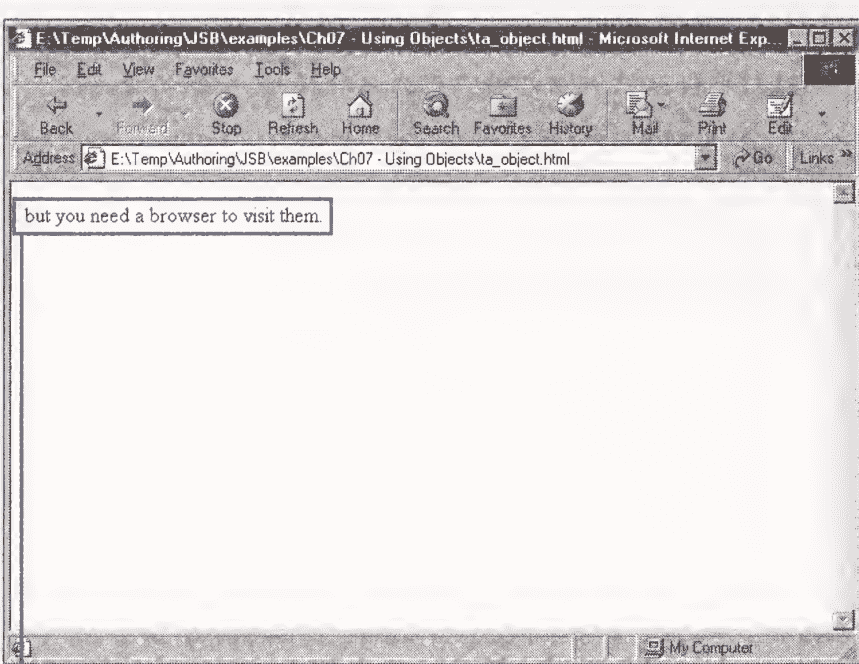 E:\Temp\Authoring\JSB\examples\Ch07 - Using Objects\ta_object.html - Microsoft Internet Exp...
File Edit View Favorites Tools Help
Back Forward Stop Refresh Home Search Favorites History Mail Print Edit
Address E:\Temp\Authoring\JSB\examples\Ch07 - Using Objects\ta_object.html Go Links »
but you need a browser to visit them.
My Computer